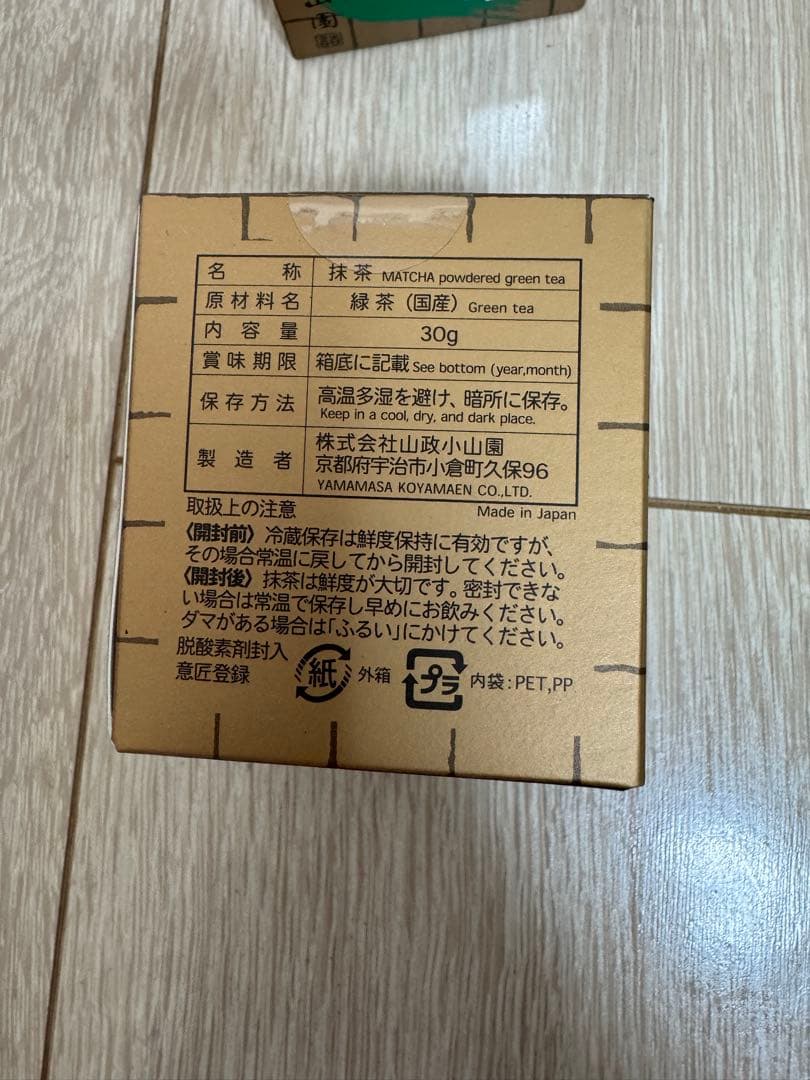 山
園
名称 抹茶 MATCHA powdered green tea
原材料名 緑茶(国産) Green tea
内容量 30g
賞味期限 箱底に記載 See bottom (year,month)
保存方法 高温多湿を避け、暗所に保存。
Keep in a cool, dry, and dark place.
製造者 株式会社山政小山園
京都府宇治市小倉町久保96
YAMAMASA KOYAMAEN CO.,LTD.
取扱上の注意 Made in Japan
〈開封前〉冷蔵保存は鮮度保持に有効ですが、
その場合常温に戻してから開封してください。
〈開封後〉抹茶は鮮度が大切です。密封できな
い場合は常温で保存し早めにお飲みください。
ダマがある場合は「ふるい」にかけてください。
脱酸素剤封入
意匠登録
紙 外箱 プラ 内袋:PET,PP